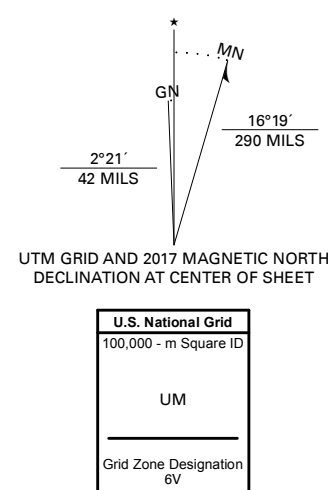 ★
MN
GN
16°19´
290 MILS
2°21´
42 MILS
UTM GRID AND 2017 MAGNETIC NORTH
DECLINATION AT CENTER OF SHEET
U.S. National Grid
100,000 - m Square ID
UM
Grid Zone Designation
6V